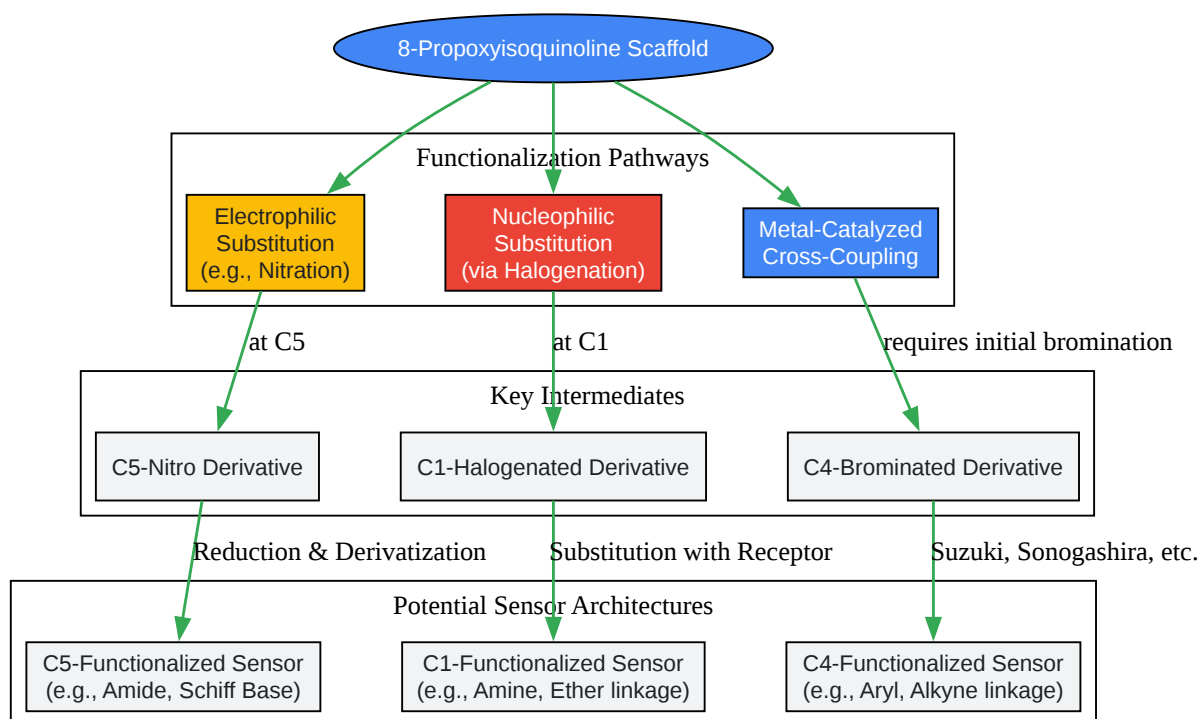 8-Propoxyisoquinoline Scaffold
Functionalization Pathways
Electrophilic
Substitution
(e.g., Nitration)
Nucleophilic
Substitution
(via Halogenation)
Metal-Catalyzed
Cross-Coupling
at C5
at C1
requires initial bromination
Key Intermediates
C5-Nitro Derivative
C1-Halogenated Derivative
C4-Brominated Derivative
Reduction & Derivatization
Substitution with Receptor
Suzuki, Sonogashira, etc.
Potential Sensor Architectures
C5-Functionalized Sensor
(e.g., Amide, Schiff Base)
C1-Functionalized Sensor
(e.g., Amine, Ether linkage)
C4-Functionalized Sensor
(e.g., Aryl, Alkyne linkage)